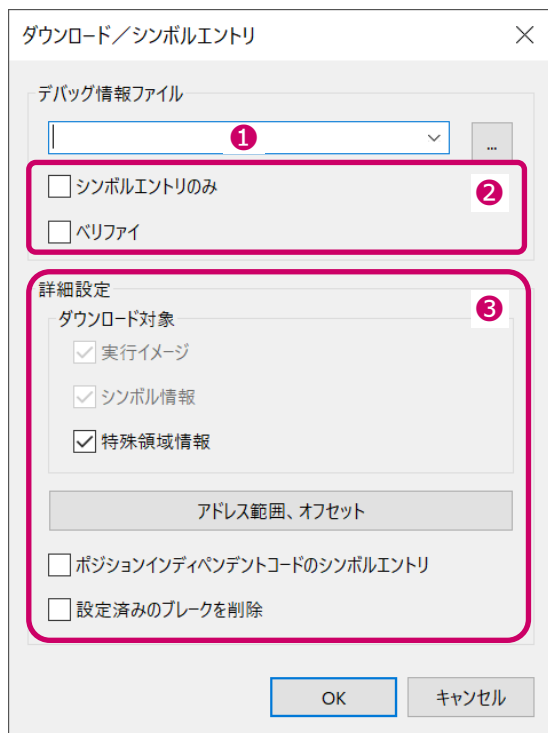 ダウンロード／シンボルエントリ
デバッグ情報ファイル
❶
...
シンボルエントリのみ
❷
ベリファイ
詳細設定
❸
ダウンロード対象
実行イメージ
シンボル情報
特殊領域情報
アドレス範囲、オフセット
ポジションインディペンデントコードのシンボルエントリ
設定済みのブレークを削除
OK キャンセル